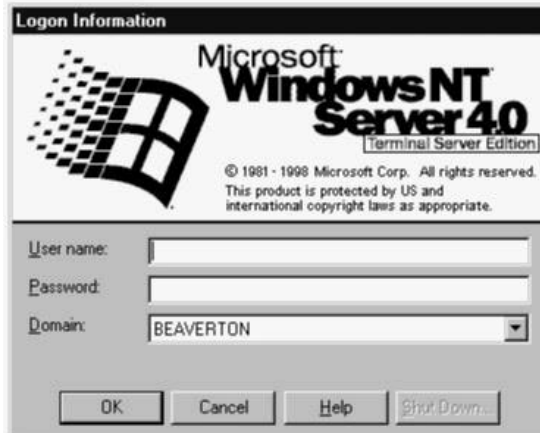 Logon Information
Microsoft
Windows NT
Server 4.0
Terminal Server Edition
© 1981 - 1998 Microsoft Corp. All rights reserved.
This product is protected by US and
international copyright laws as appropriate.
User name:
Password:
Domain: BEAVERTON
OK Cancel Help Shut Down...